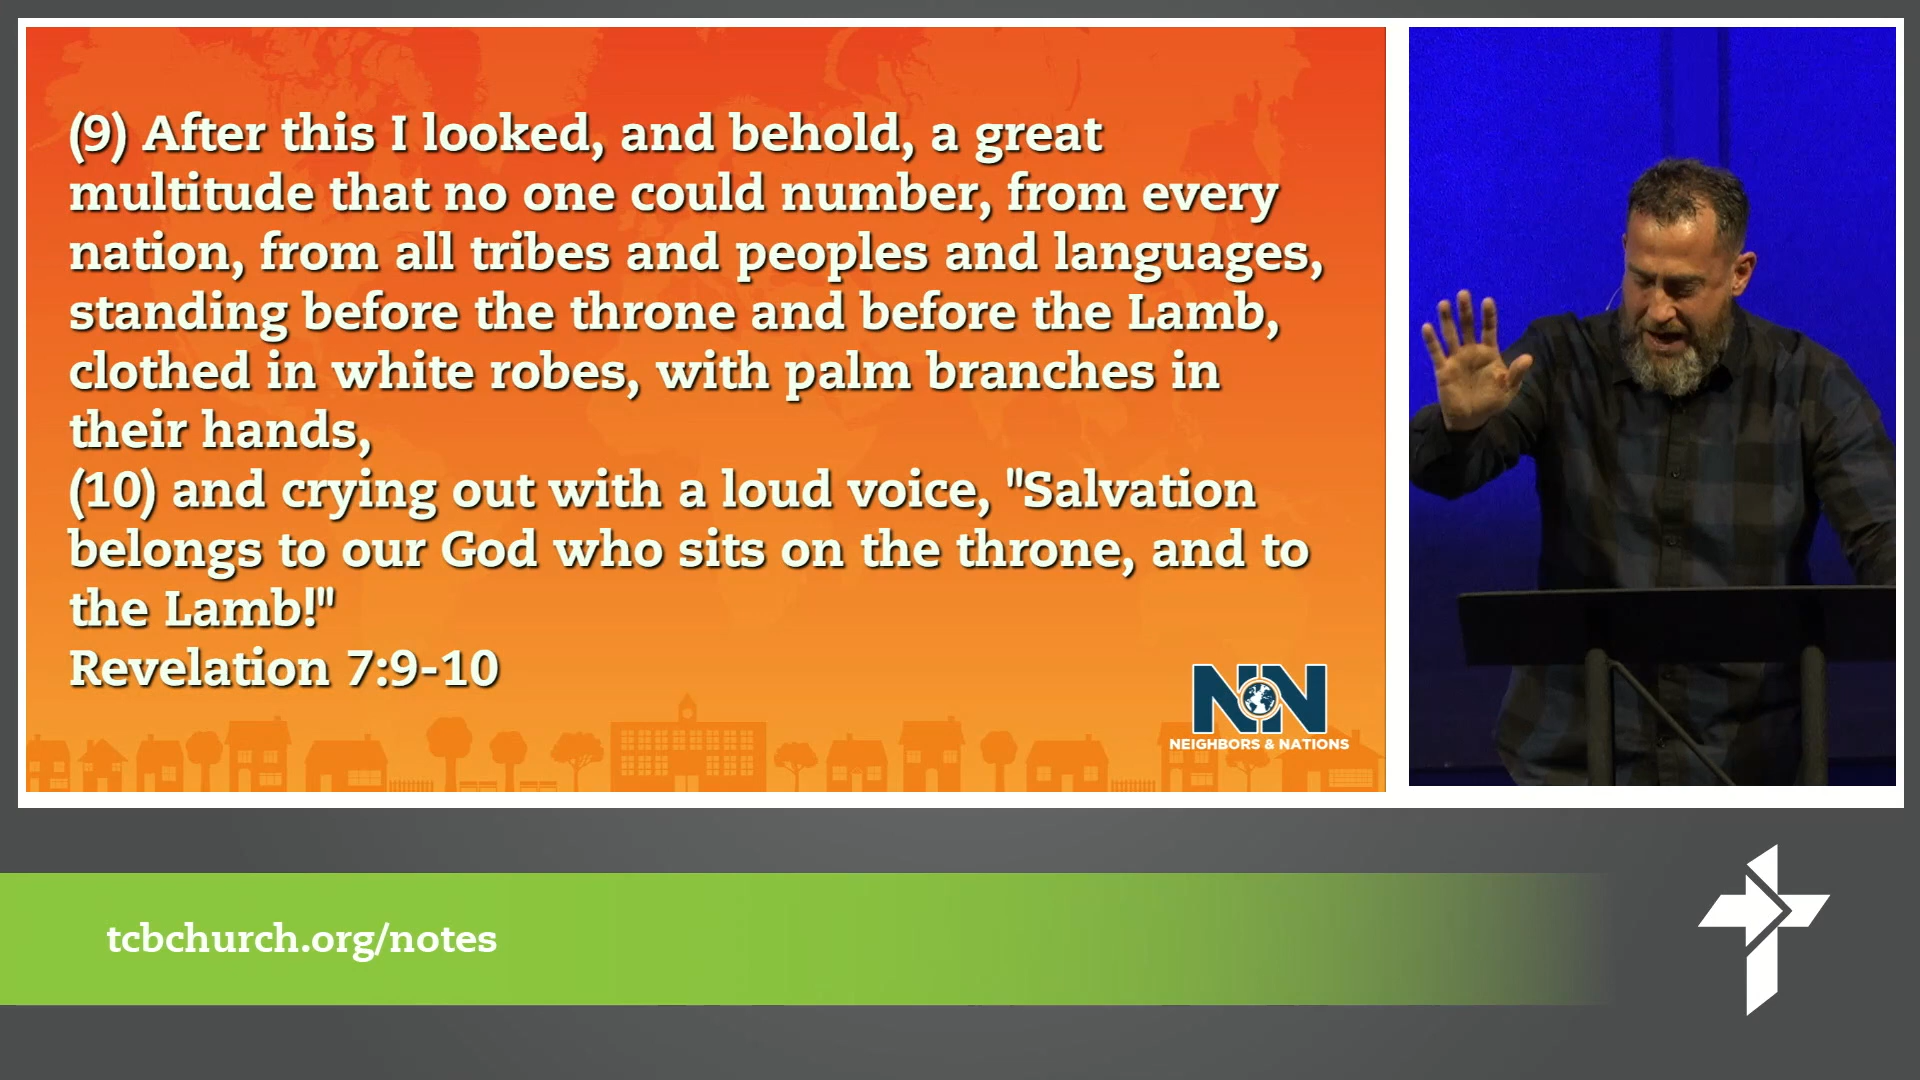 (9) After this I looked, and behold, a great
multitude that no one could number, from every
nation, from all tribes and peoples and languages,
standing before the throne and before the Lamb,
clothed in white robes, with palm branches in
their hands,
(10) and crying out with a loud voice, "Salvation
belongs to our God who sits on the throne, and to
the Lamb!"
Revelation 7:9-10
NN
NEIGHBORS & NATIONS
tcbchurch.org/notes